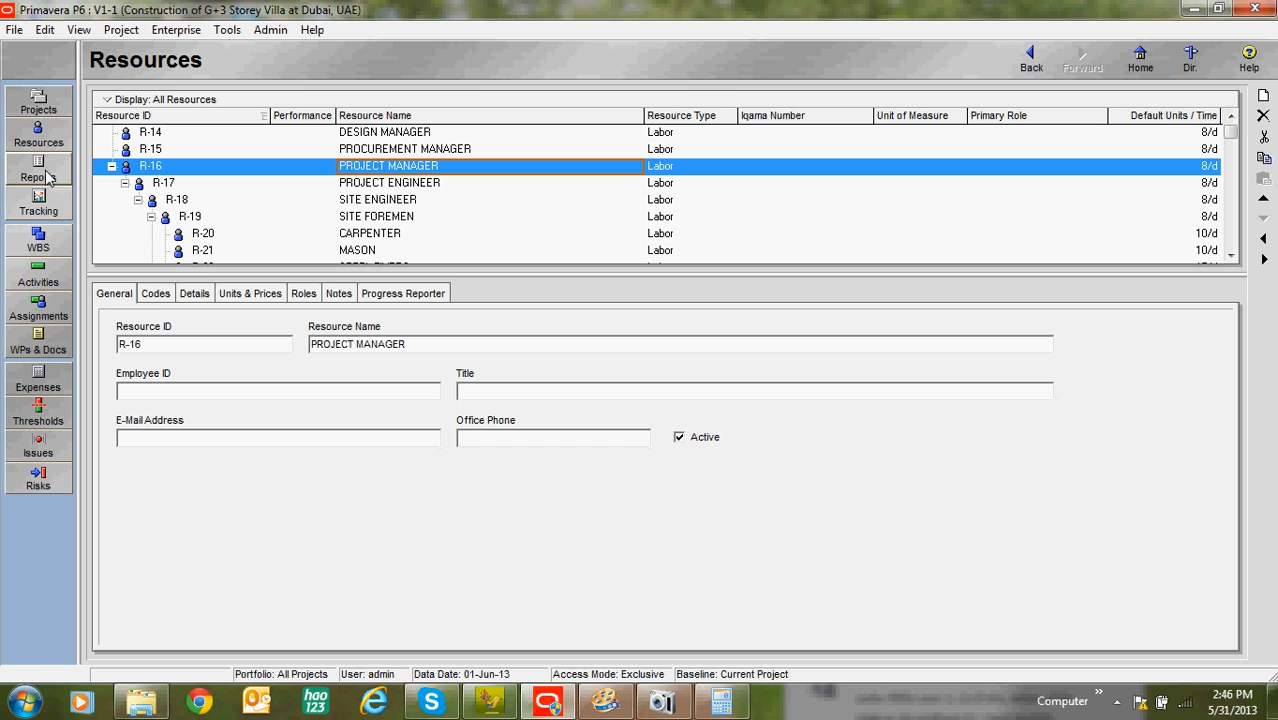 Primavera P6 : V1-1 (Construction of G+3 Storey Villa at Dubai, UAE)
File Edit View Project Enterprise Tools Admin Help
Resources
Back Forward Home Dir. Help
Display: All Resources
Resource ID Performance Resource Name Resource Type Iqama Number Unit of Measure Primary Role Default Units / Time
R-14 DESIGN MANAGER Labor 8/d
R-15 PROCUREMENT MANAGER Labor 8/d
R-16 PROJECT MANAGER Labor 8/d
R-17 PROJECT ENGINEER Labor 8/d
R-18 SITE ENGINEER Labor 8/d
R-19 SITE FOREMEN Labor 8/d
R-20 CARPENTER Labor 10/d
R-21 MASON Labor 10/d
Projects
Resources
Reports
Tracking
WBS
Activities
Assignments
WPs & Docs
Expenses
Thresholds
Issues
Risks
General Codes Details Units & Prices Roles Notes Progress Reporter
Resource ID Resource Name
R-16 PROJECT MANAGER
Employee ID Title
E-Mail Address Office Phone
Active
Portfolio: All Projects User: admin Data Date: 01-Jun-13 Access Mode: Exclusive Baseline: Current Project
hao
123
Computer »
2:46 PM
5/31/2013